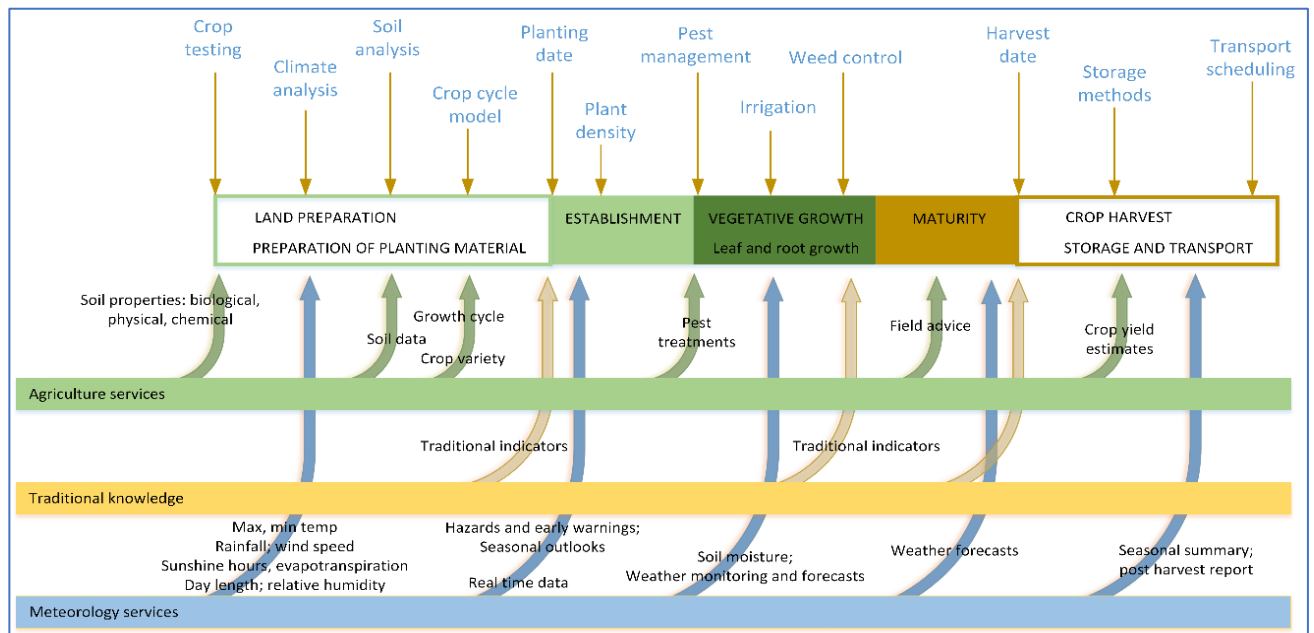 Crop
testing
Climate
analysis
Soil
analysis
Crop cycle
model
Planting
date
Plant
density
Pest
management
Irrigation
Weed control
Harvest
date
Storage
methods
Transport
scheduling
LAND PREPARATION
PREPARATION OF PLANTING MATERIAL
ESTABLISHMENT
VEGETATIVE GROWTH
Leaf and root growth
MATURITY
CROP HARVEST
STORAGE AND TRANSPORT
Soil properties: biological,
physical, chemical
Soil data
Growth cycle
Crop variety
Pest
treatments
Field advice
Crop yield
estimates
Agriculture services
Traditional indicators
Traditional indicators
Traditional knowledge
Max, min temp
Rainfall; wind speed
Sunshine hours, evapotranspiration
Day length; relative humidity
Hazards and early warnings;
Seasonal outlooks
Real time data
Soil moisture;
Weather monitoring and forecasts
Weather forecasts
Seasonal summary;
post harvest report
Meteorology services